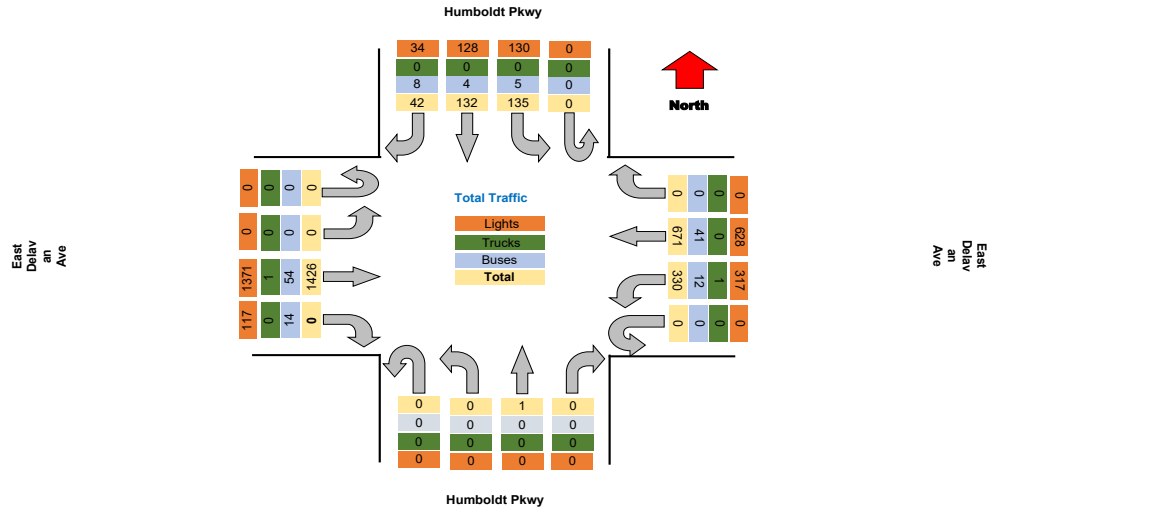 Humboldt Pkwy
34 128 130 0
0 0 0 0
8 4 5 0
42 132 135 0
North
0 0 0 0
0 0 0 0
1371 1 54 1426
117 0 14 0
East
Delav
an
Ave
Total Traffic
Lights
Trucks
Buses
Total
0 0 0 0
671 41 0 628
330 12 1 317
0 0 0 0
East
Delav
an
Ave
0 0 1 0
0 0 0 0
0 0 0 0
0 0 0 0
Humboldt Pkwy